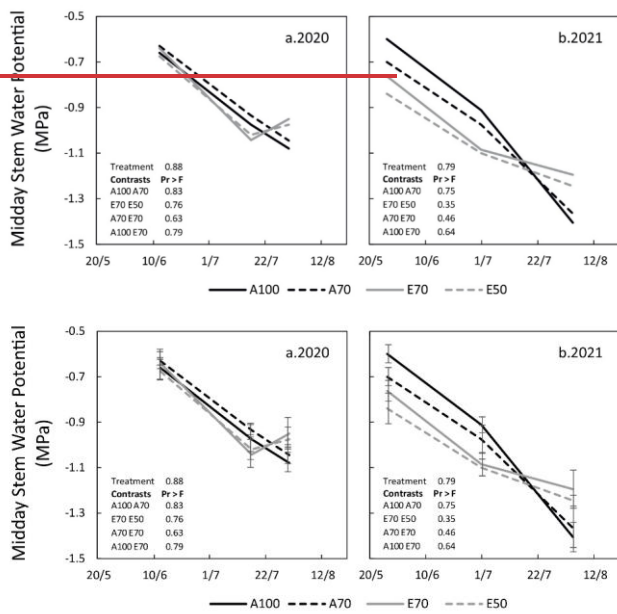 Midday Stem Water Potential
(MPa)
-0.5
-0.7
-0.9
-1.1
-1.3
-1.5
a.2020
Treatment 0.88
Contrasts Pr > F
A100 A70 0.83
E70 E50 0.76
A70 E70 0.63
A100 E70 0.79
20/5 10/6 1/7 22/7 12/8
b.2021
Treatment 0.79
Contrasts Pr > F
A100 A70 0.75
E70 E50 0.35
A70 E70 0.46
A100 E70 0.64
20/5 10/6 1/7 22/7 12/8
A100 A70 E70 E50
Midday Stem Water Potential
(MPa)
-0.5
-0.7
-0.9
-1.1
-1.3
-1.5
a.2020
Treatment 0.88
Contrasts Pr > F
A100 A70 0.83
E70 E50 0.76
A70 E70 0.63
A100 E70 0.79
20/5 10/6 1/7 22/7 12/8
b.2021
Treatment 0.79
Contrasts Pr > F
A100 A70 0.75
E70 E50 0.35
A70 E70 0.46
A100 E70 0.64
20/5 10/6 1/7 22/7 12/8
A100 A70 E70 E50